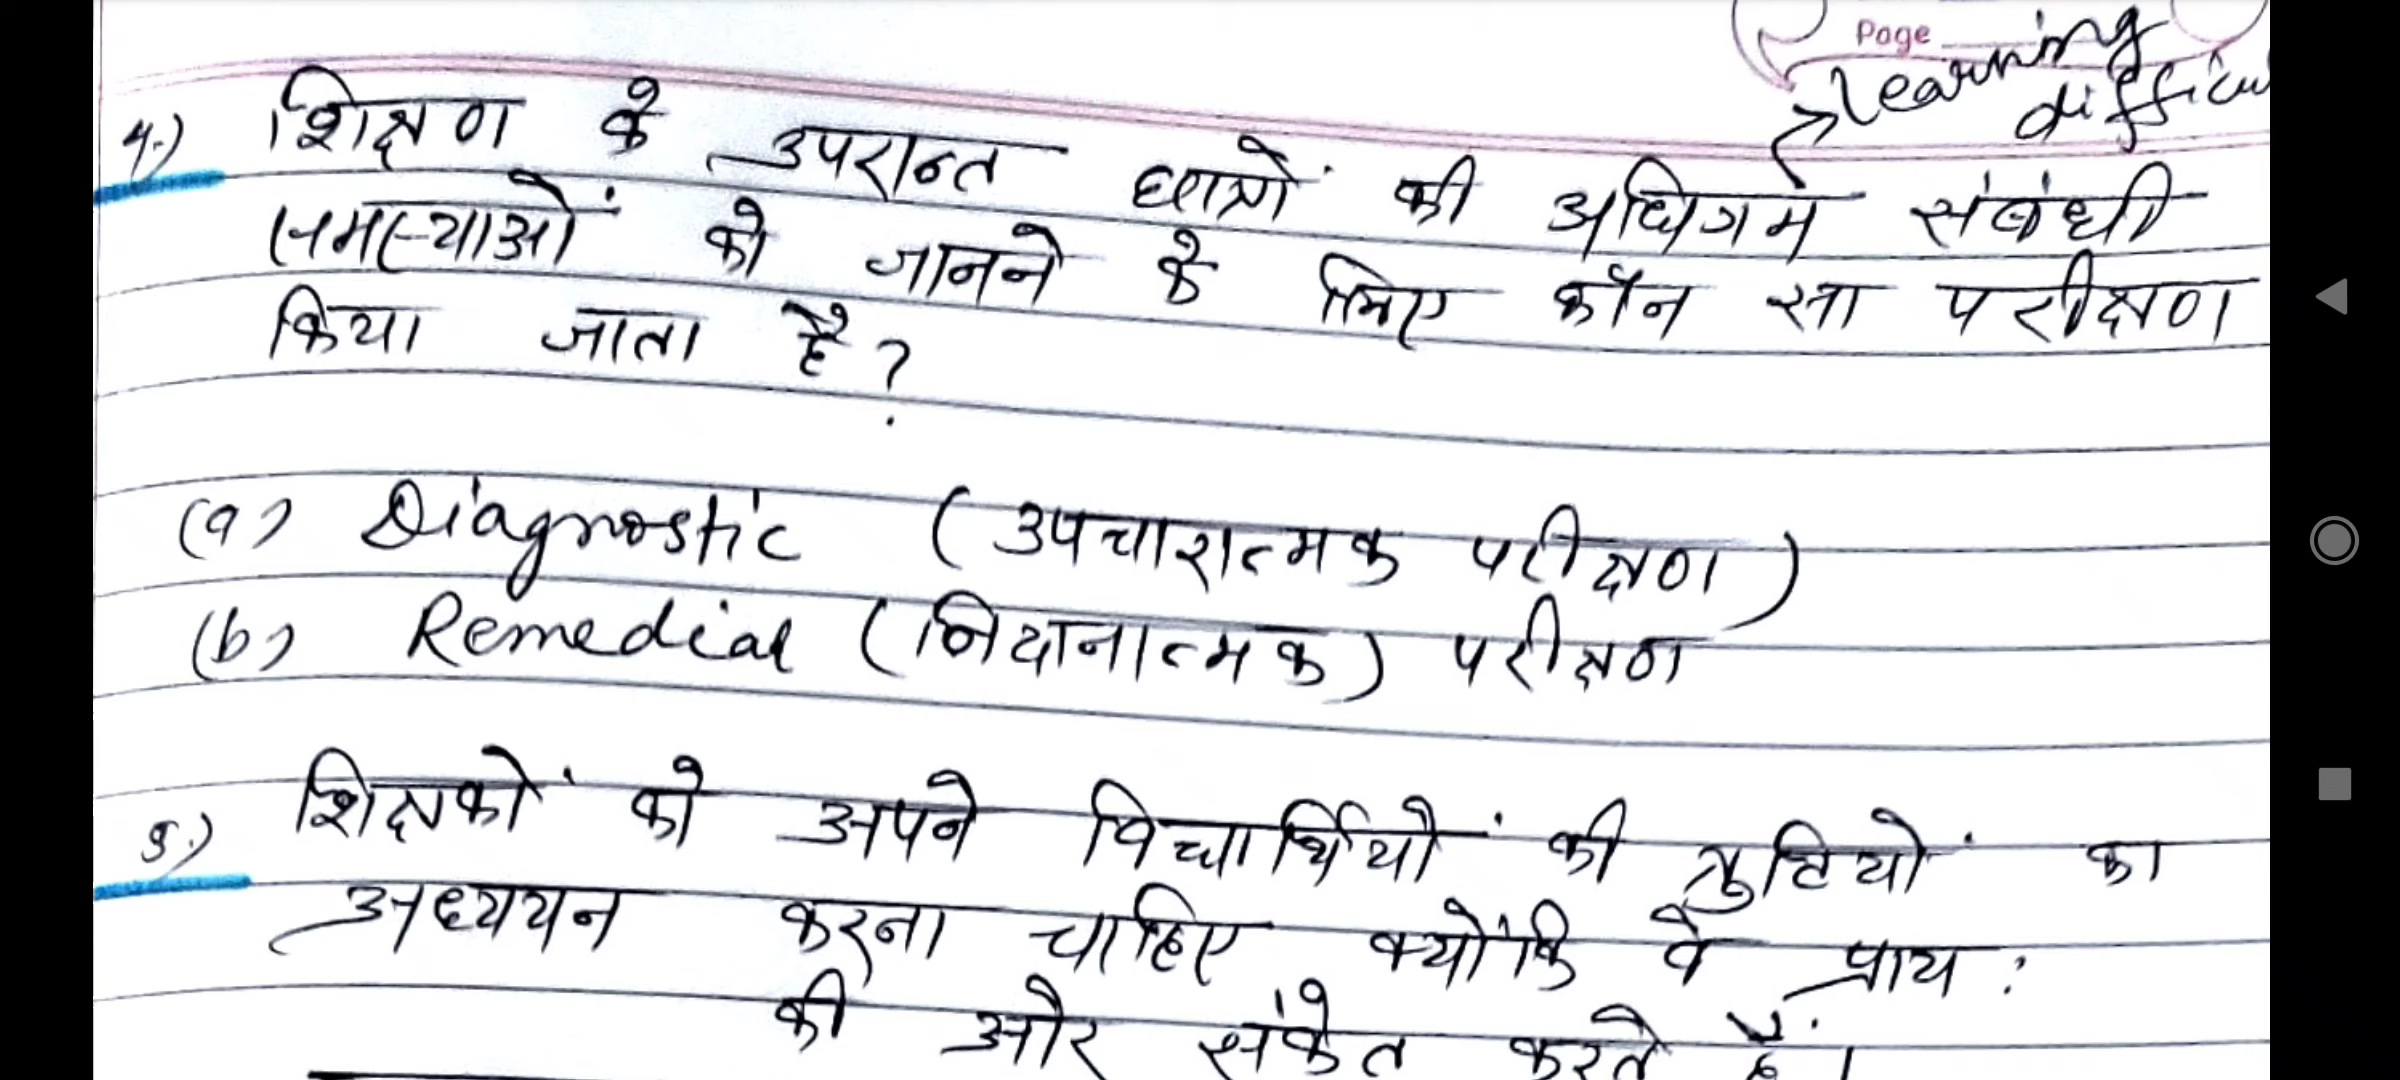 Page
learning
4.) शिक्षण के उपरान्त छात्रों की अधिगम संबंधी
समस्याओं को जानने के लिए कौन सा परीक्षण
किया जाता है?
(a) Diagnostic (उपचारात्मक परीक्षण)
(b) Remedial (निदानात्मक) परीक्षण
5.) शिक्षकों को अपने विद्यार्थियों की त्रुटियों का
अध्ययन करना चाहिए क्योंकि वे प्राय:
की ओर संकेत करते हैं।